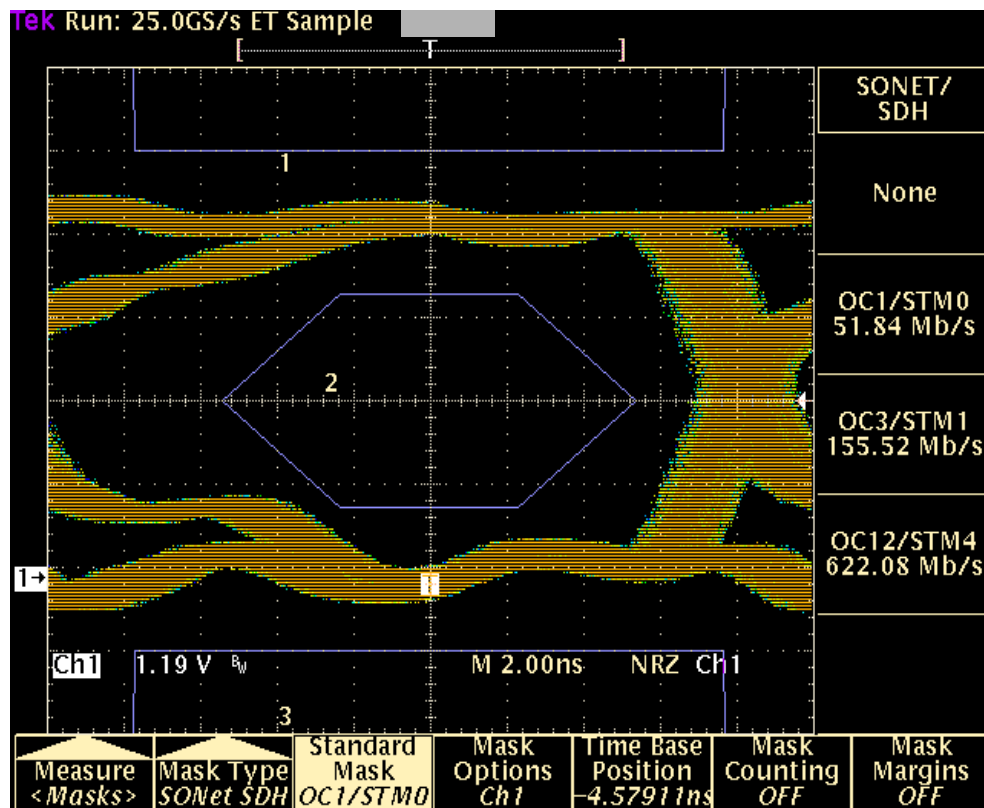 Tek Run: 25.0GS/s ET Sample
[ T ]
SONET/
SDH
None
OC1/STM0
51.84 Mb/s
OC3/STM1
155.52 Mb/s
OC12/STM4
622.08 Mb/s
1
2
1→
T
Ch1 1.19 V BW M 2.00ns NRZ Ch1
3
Measure
<Masks>
Mask Type
SONet SDH
Standard
Mask
OC1/STM0
Mask
Options
Ch1
Time Base
Position
-4.57911ns
Mask
Counting
OFF
Mask
Margins
OFF